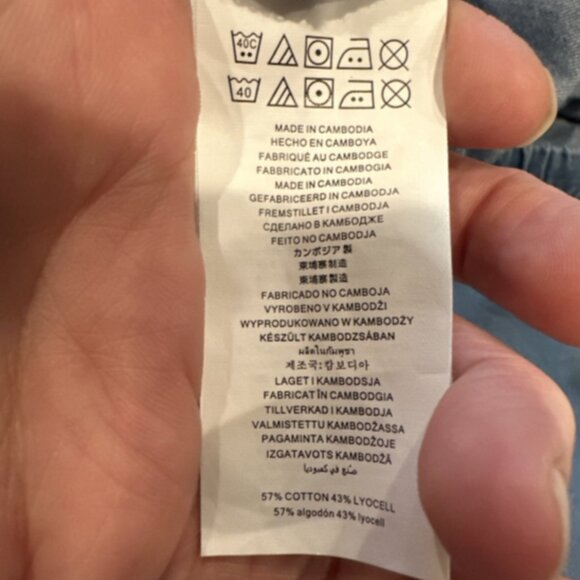 40C
40
MADE IN CAMBODIA
HECHO EN CAMBOYA
FABRIQUÉ AU CAMBODGE
FABBRICATO IN CAMBOGIA
MADE IN CAMBODIA
GEFABRICEERD IN CAMBODJA
FREMSTILLET I CAMBODJA
СДЕЛАНО В КАМБОДЖЕ
FEITO NO CAMBODJA
カンボジア 製
柬埔寨制造
柬埔寨製造
FABRICADO NO CAMBOJA
VYROBENO V KAMBODŽI
WYPRODUKOWANO W KAMBODŻY
KÉSZÜLT KAMBODZSÁBAN
ผลิตในกัมพูชา
제조국:캄보디아
LAGET I KAMBODSJA
FABRICAT ÎN CAMBODGIA
TILLVERKAD I KAMBODJA
VALMISTETTU KAMBODŽASSA
PAGAMINTA KAMBODŽOJE
IZGATAVOTS KAMBODŽĀ
صنع في كمبوديا
57% COTTON 43% LYOCELL
57% algodón 43% lyocell